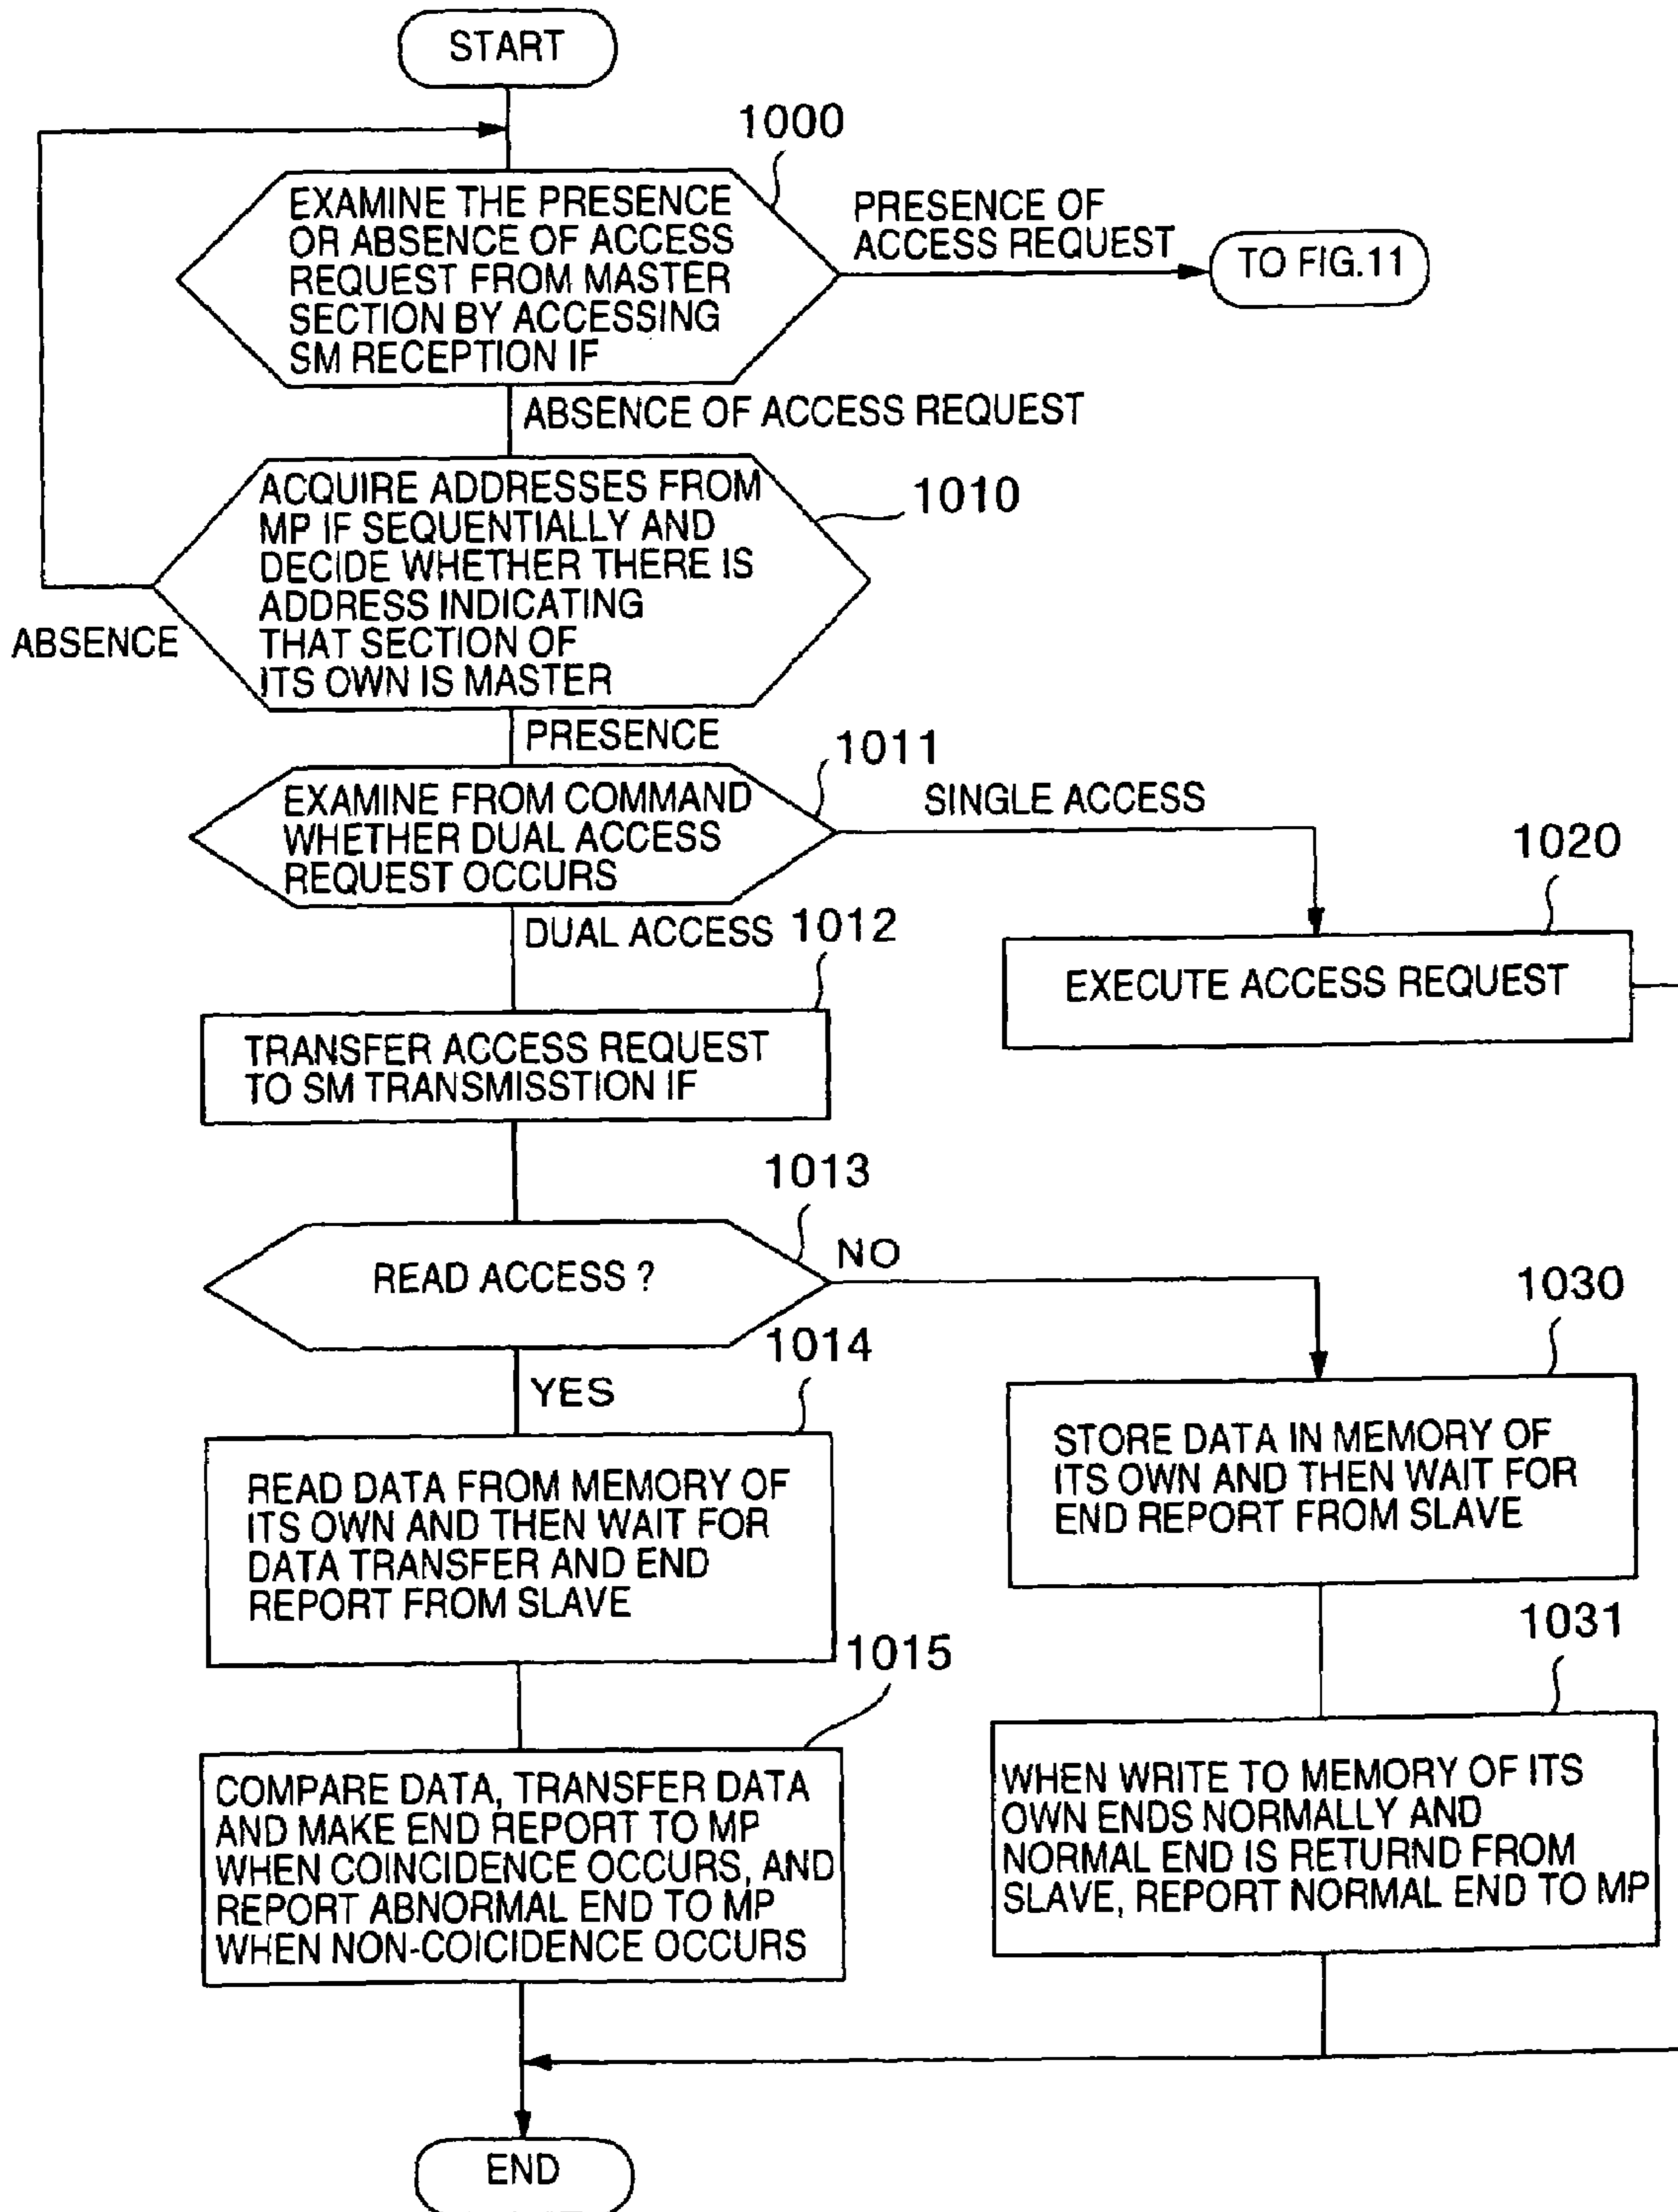 START
1000
EXAMINE THE PRESENCE
OR ABSENCE OF ACCESS
REQUEST FROM MASTER
SECTION BY ACCESSING
SM RECEPTION IF
PRESENCE OF
ACCESS REQUEST
TO FIG.11
ABSENCE OF ACCESS REQUEST
ACQUIRE ADDRESSES FROM
MP IF SEQUENTIALLY AND
DECIDE WHETHER THERE IS
ADDRESS INDICATING
THAT SECTION OF
ITS OWN IS MASTER
1010
ABSENCE
PRESENCE
1011
EXAMINE FROM COMMAND
WHETHER DUAL ACCESS
REQUEST OCCURS
SINGLE ACCESS
1020
EXECUTE ACCESS REQUEST
DUAL ACCESS
1012
TRANSFER ACCESS REQUEST
TO SM TRANSMISSTION IF
1013
READ ACCESS ?
NO
YES
1014
READ DATA FROM MEMORY OF
ITS OWN AND THEN WAIT FOR
DATA TRANSFER AND END
REPORT FROM SLAVE
1030
STORE DATA IN MEMORY OF
ITS OWN AND THEN WAIT FOR
END REPORT FROM SLAVE
1015
COMPARE DATA, TRANSFER DATA
AND MAKE END REPORT TO MP
WHEN COINCIDENCE OCCURS, AND
REPORT ABNORMAL END TO MP
WHEN NON-COICIDENCE OCCURS
1031
WHEN WRITE TO MEMORY OF ITS
OWN ENDS NORMALLY AND
NORMAL END IS RETURND FROM
SLAVE, REPORT NORMAL END TO MP
END